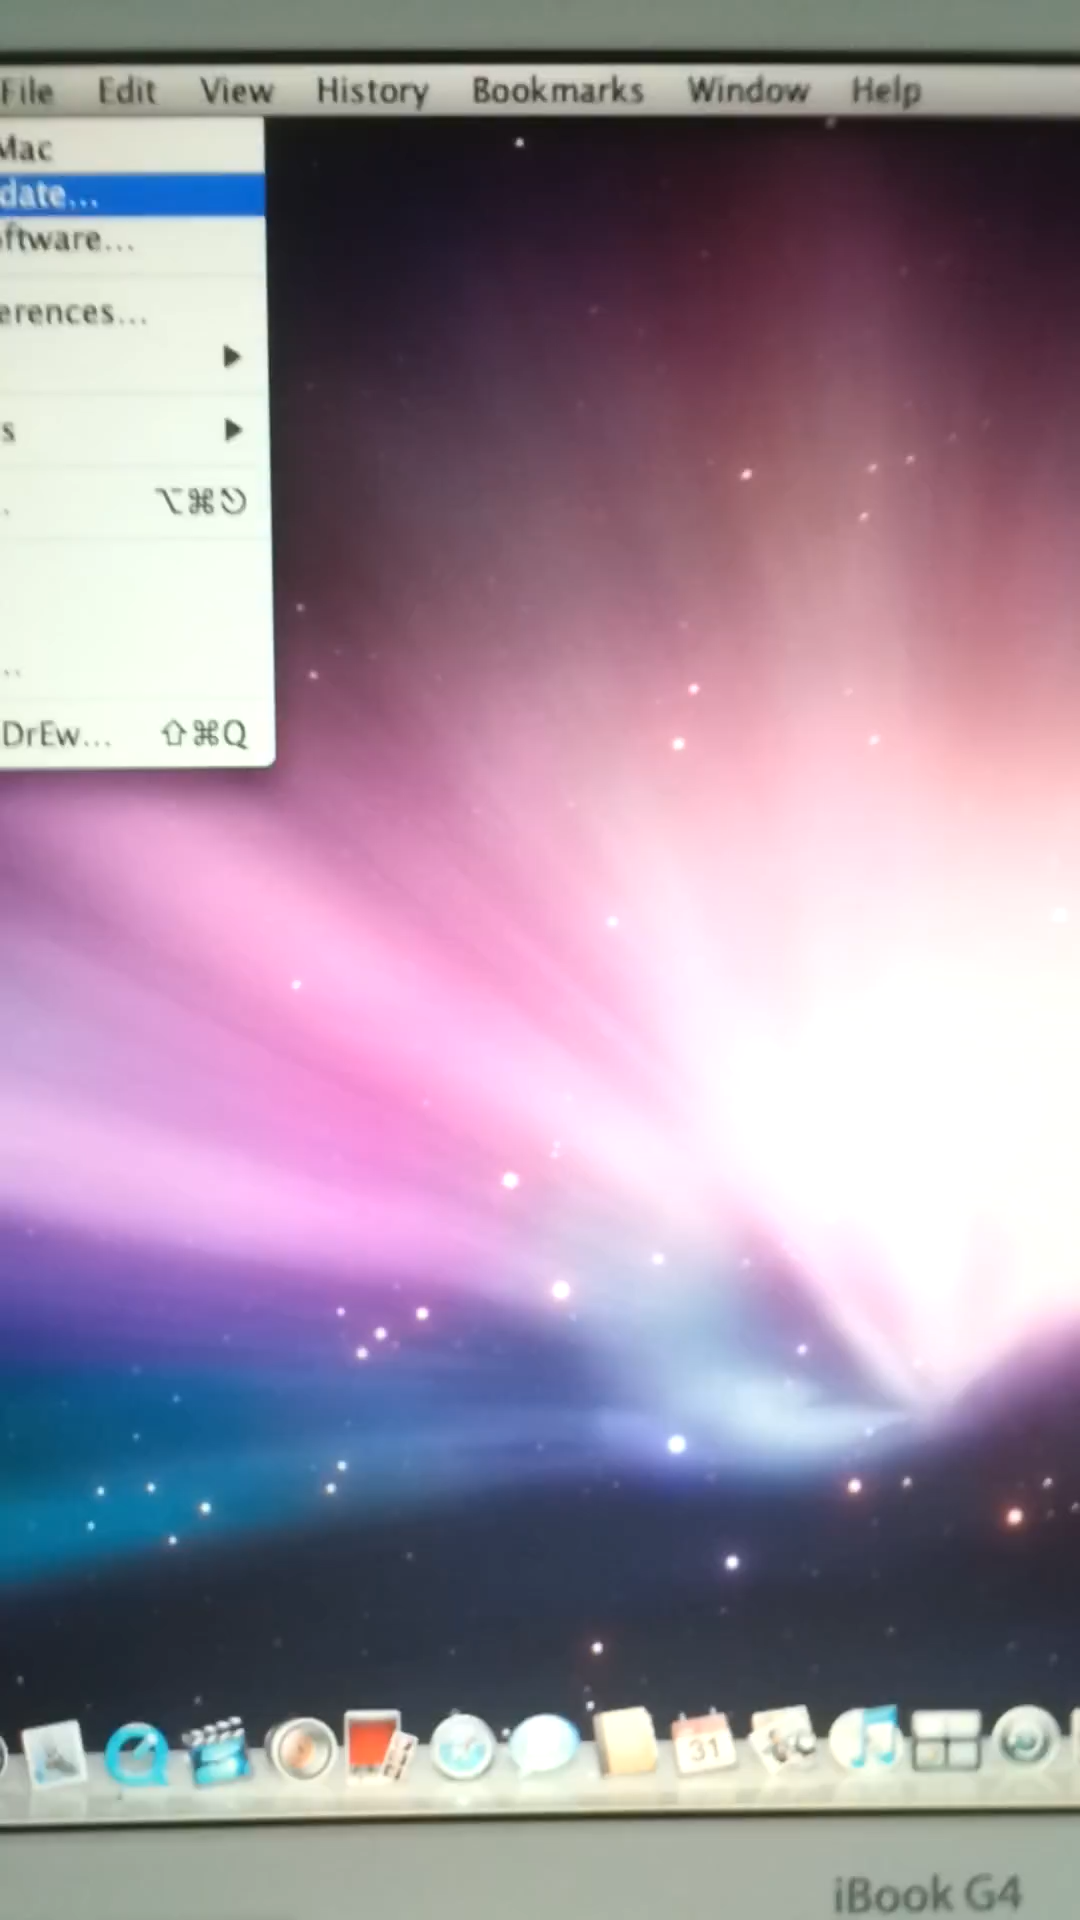 File Edit View History Bookmarks Window Help
Mac
date...
ftware...
erences...
s
. ⌥⌘⎋
..
DrEw... ⇧⌘Q
31
iBook G4